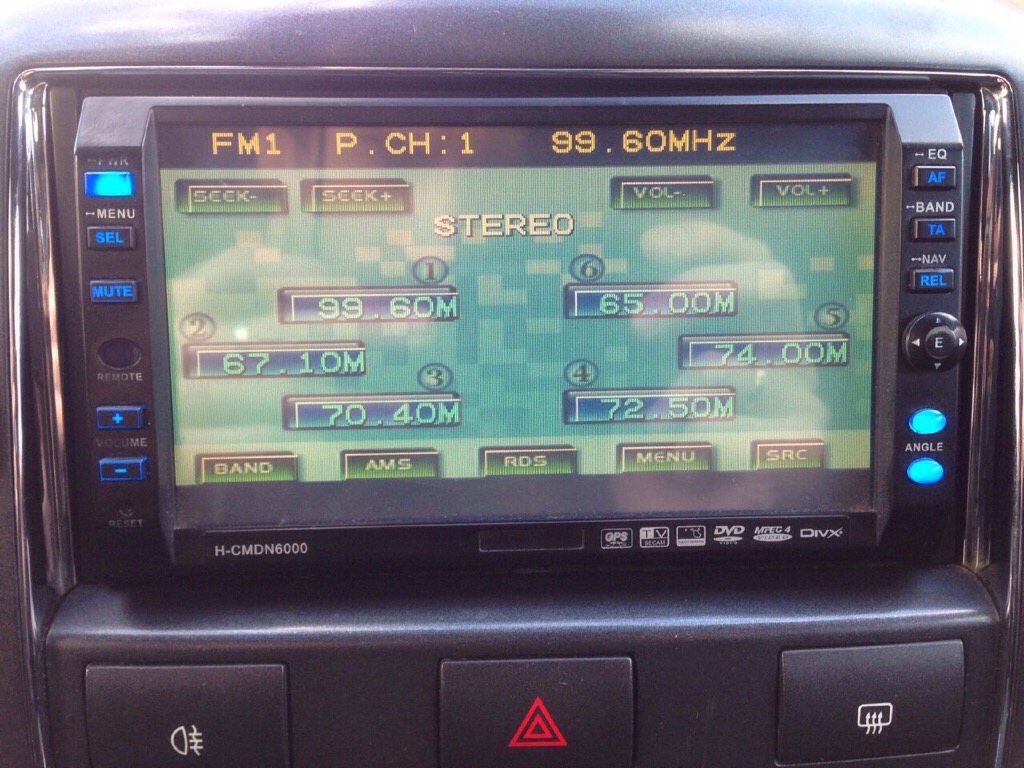 FM1 P.CH:1 99.60MHz
SEEK- SEEK+ VOL- VOL+
STEREO
① ⑥
99.60M 65.00M
② ⑤
67.10M 74.00M
③ ④
70.40M 72.50M
BAND AMS RDS MENU SRC
PWR
MENU
SEL
MUTE
REMOTE
+
VOLUME
-
RESET
EQ
AF
BAND
TA
NAV
REL
E
ANGLE
H-CMDN6000
GPS TV SECAM DVD VIDEO MPEG 4 VIDEO DIVX